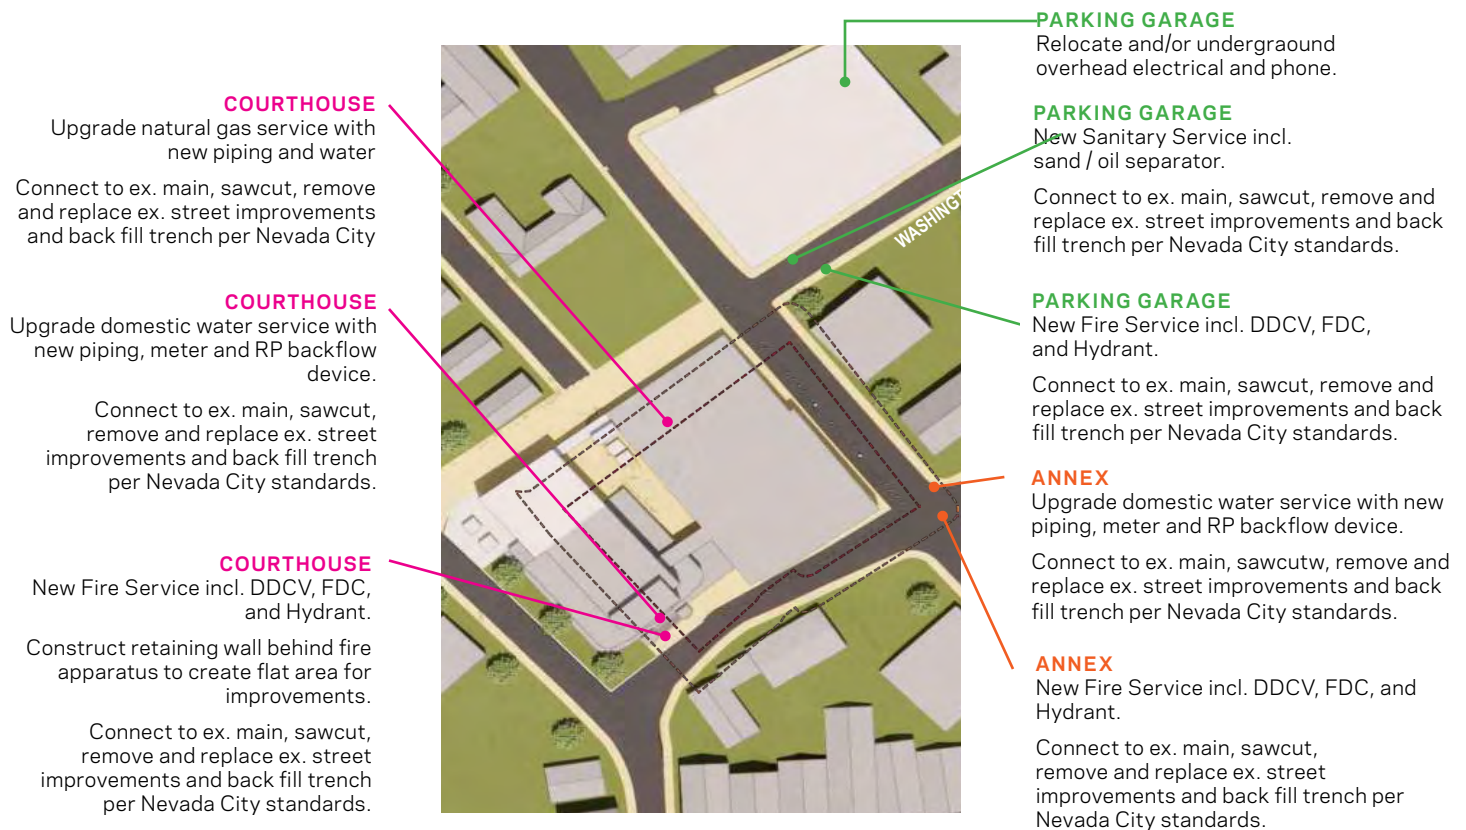 COURTHOUSE
Upgrade natural gas service with
new piping and water
Connect to ex. main, sawcut, remove
and replace ex. street improvements
and back fill trench per Nevada City
COURTHOUSE
Upgrade domestic water service with
new piping, meter and RP backflow
device.
Connect to ex. main, sawcut,
remove and replace ex. street
improvements and back fill trench
per Nevada City standards.
COURTHOUSE
New Fire Service incl. DDCV, FDC,
and Hydrant.
Construct retaining wall behind fire
apparatus to create flat area for
improvements.
Connect to ex. main, sawcut,
remove and replace ex. street
improvements and back fill trench
per Nevada City standards.
WASHINGT
PARKING GARAGE
Relocate and/or undergraound
overhead electrical and phone.
PARKING GARAGE
New Sanitary Service incl.
sand / oil separator.
Connect to ex. main, sawcut, remove and
replace ex. street improvements and back
fill trench per Nevada City standards.
PARKING GARAGE
New Fire Service incl. DDCV, FDC,
and Hydrant.
Connect to ex. main, sawcut, remove and
replace ex. street improvements and back
fill trench per Nevada City standards.
ANNEX
Upgrade domestic water service with new
piping, meter and RP backflow device.
Connect to ex. main, sawcutw, remove and
replace ex. street improvements and back
fill trench per Nevada City standards.
ANNEX
New Fire Service incl. DDCV, FDC, and
Hydrant.
Connect to ex. main, sawcut,
remove and replace ex. street
improvements and back fill trench per
Nevada City standards.